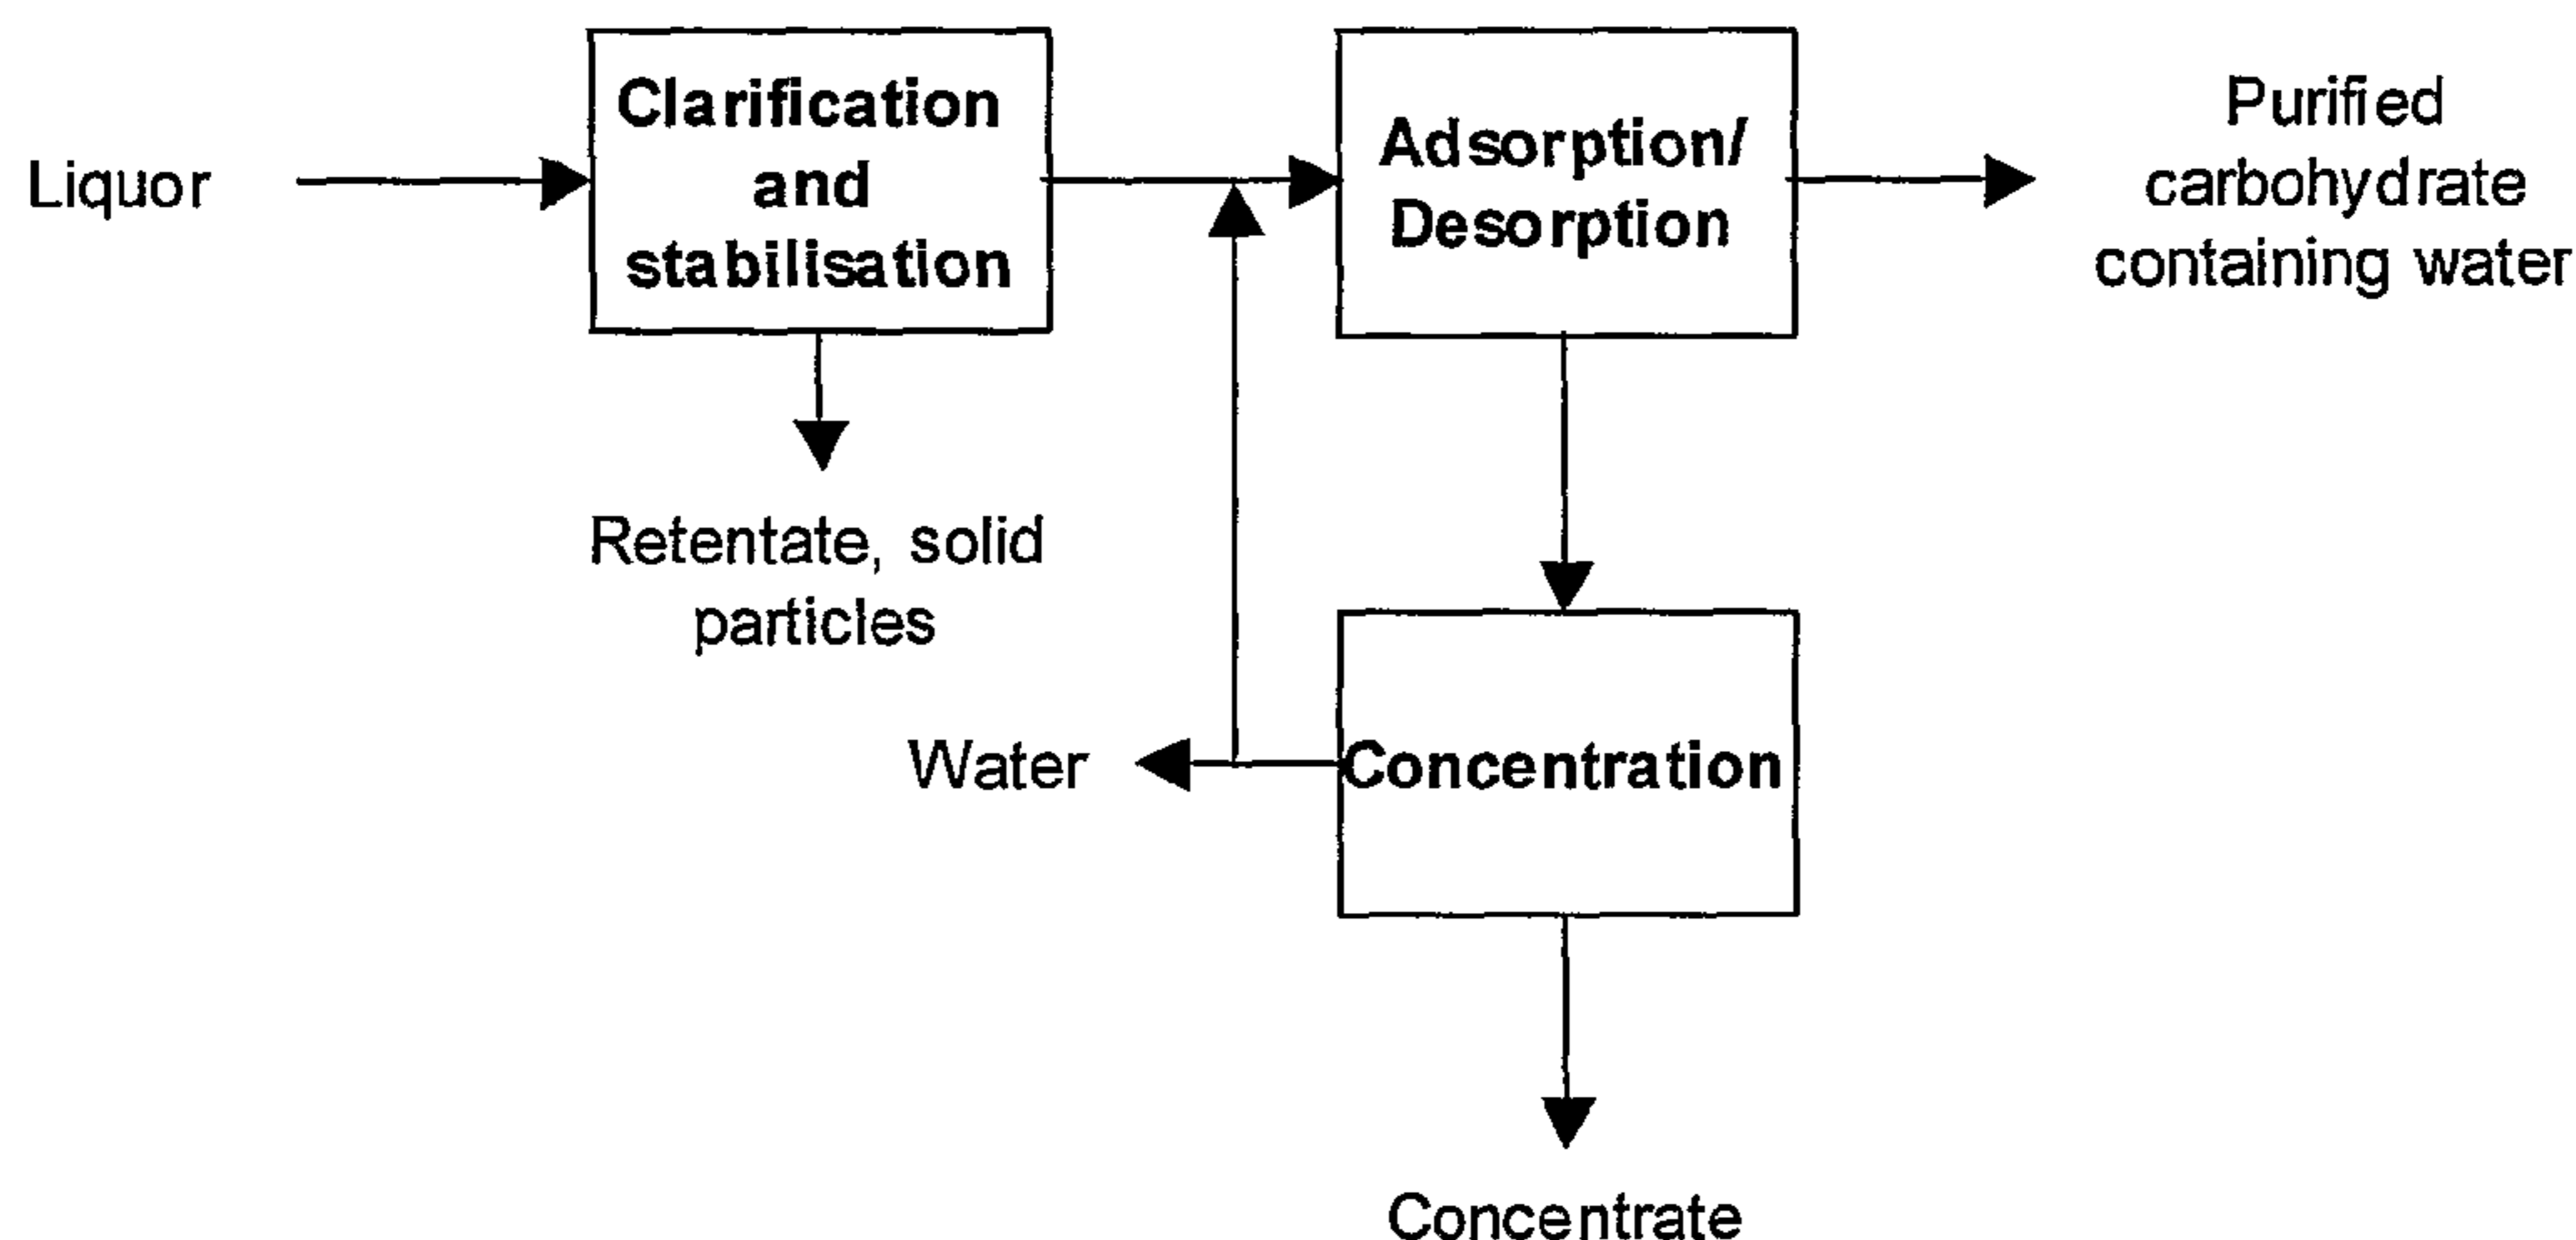 Liquor
Clarification
and
stabilisation
Adsorption/
Desorption
Purified
carbohydrate
containing water
Retentate, solid
particles
Water
Concentration
Concentrate